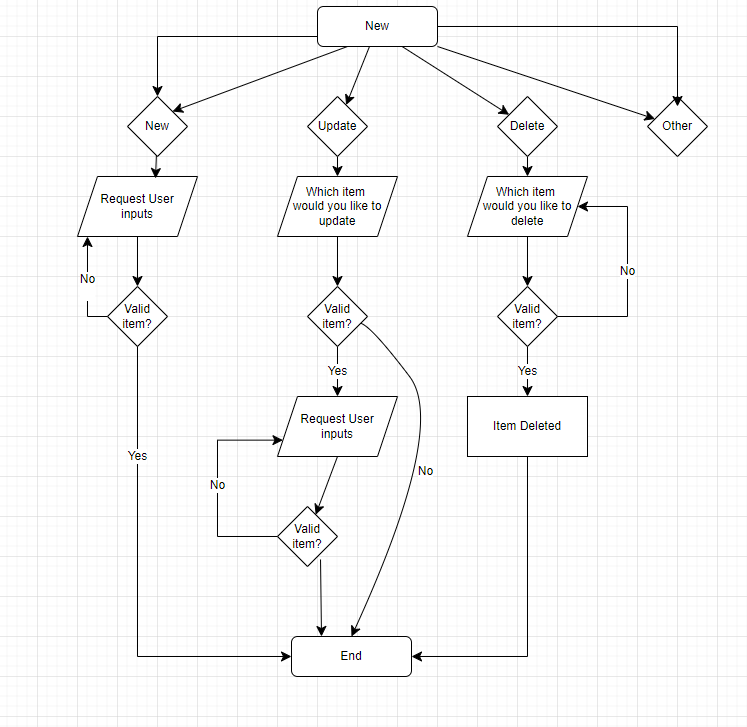 New
New
Update
Delete
Other
Request User
inputs
Which item
would you like to
update
Which item
would you like to
delete
No
No
Valid
item?
Valid
item?
Valid
item?
Yes
Yes
Request User
inputs
Item Deleted
Yes
No
No
Valid
item?
End